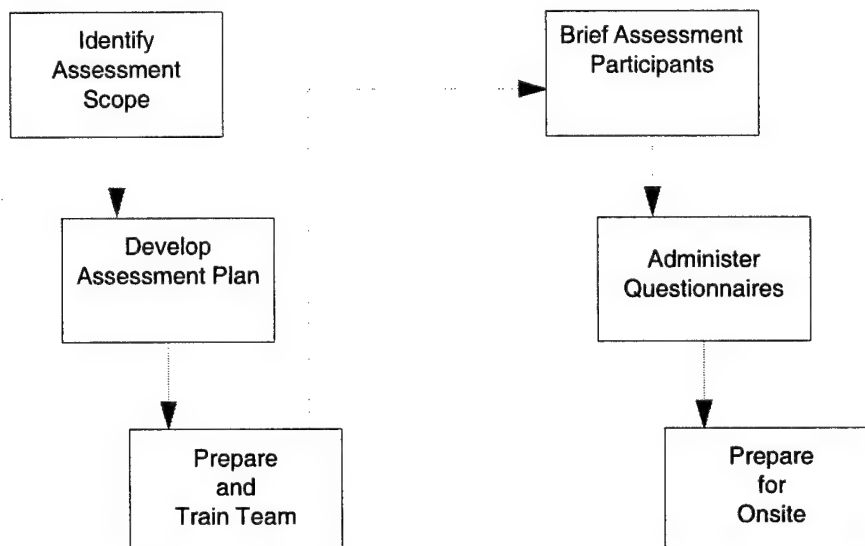 Identify
Assessment
Scope
Develop
Assessment Plan
Prepare
and
Train Team
Brief Assessment
Participants
Administer
Questionnaires
Prepare
for
Onsite